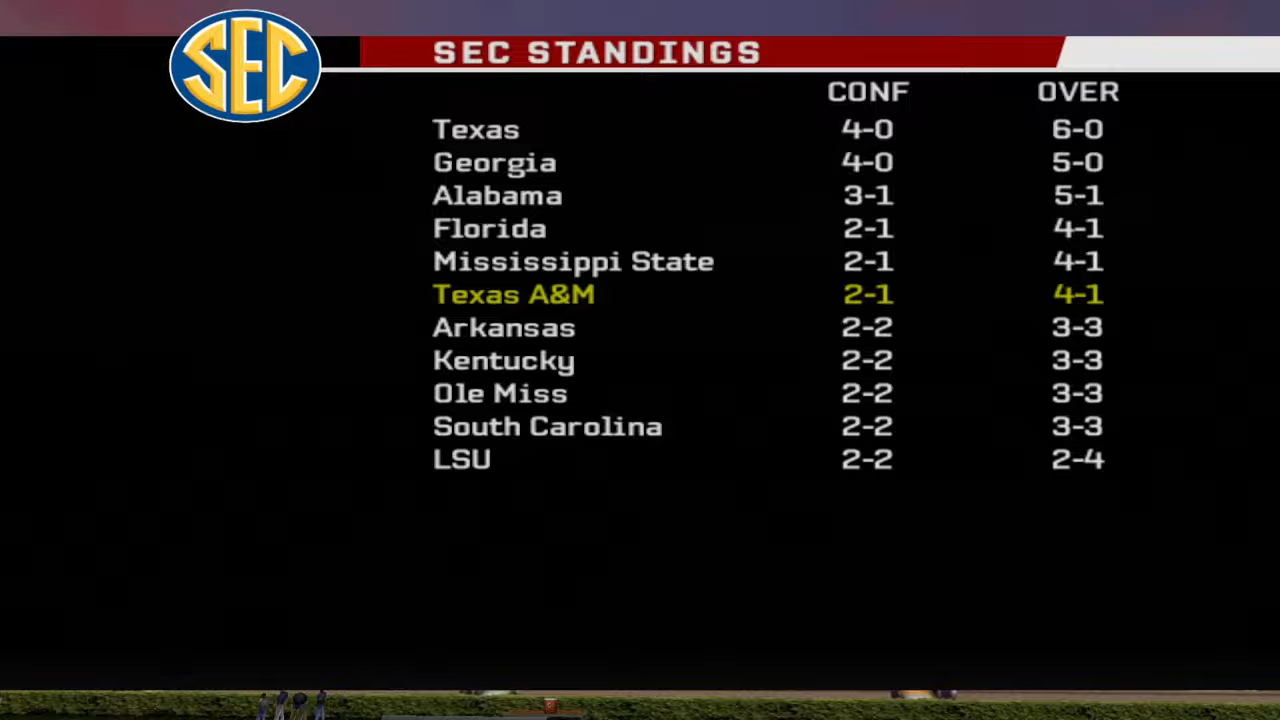 SEC
SEC STANDINGS
CONF OVER
Texas 4-0 6-0
Georgia 4-0 5-0
Alabama 3-1 5-1
Florida 2-1 4-1
Mississippi State 2-1 4-1
Texas A&M 2-1 4-1
Arkansas 2-2 3-3
Kentucky 2-2 3-3
Ole Miss 2-2 3-3
South Carolina 2-2 3-3
LSU 2-2 2-4